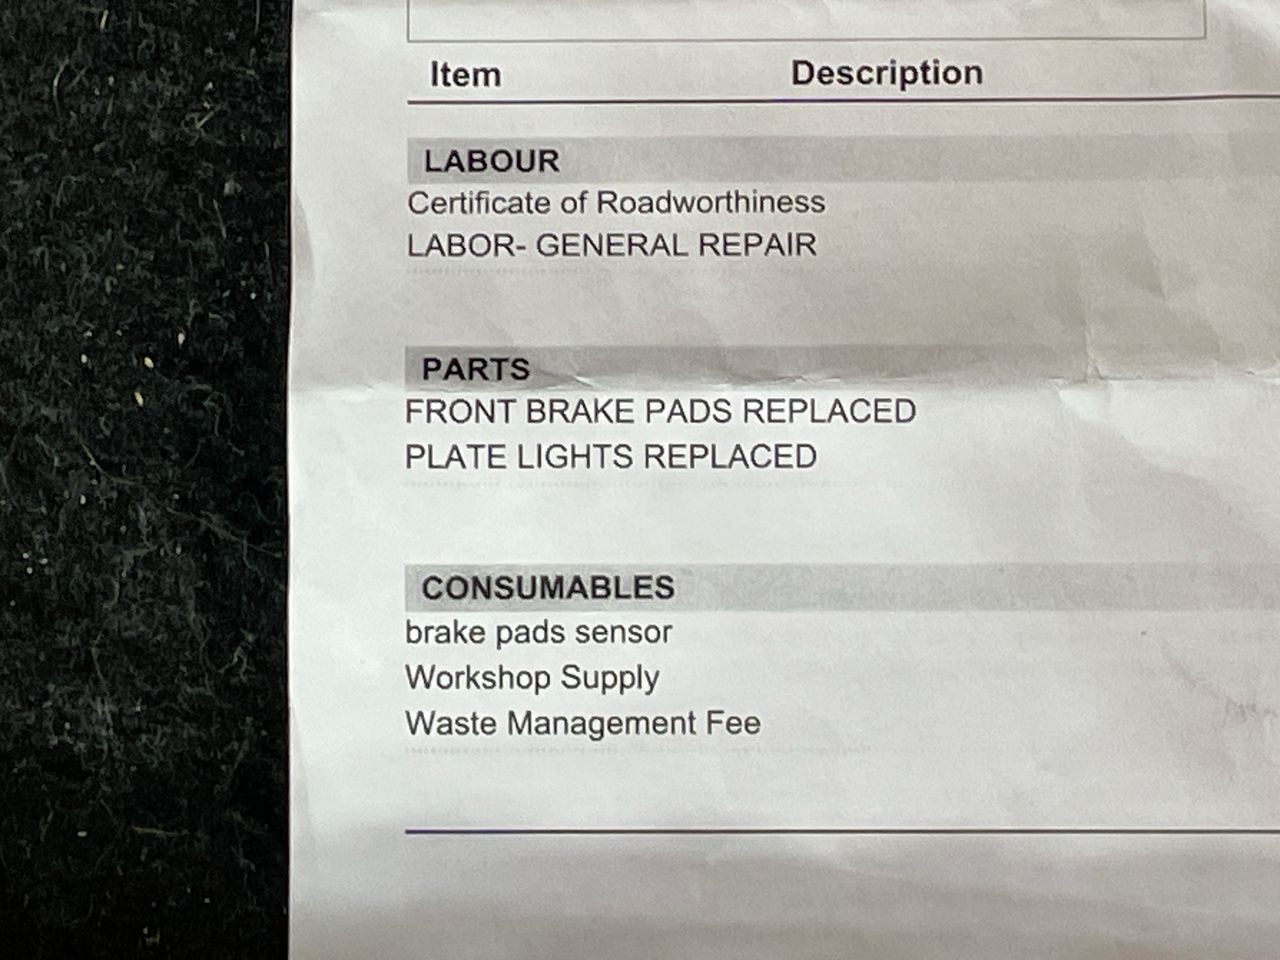 Item Description
LABOUR
Certificate of Roadworthiness
LABOR- GENERAL REPAIR
PARTS
FRONT BRAKE PADS REPLACED
PLATE LIGHTS REPLACED
CONSUMABLES
brake pads sensor
Workshop Supply
Waste Management Fee